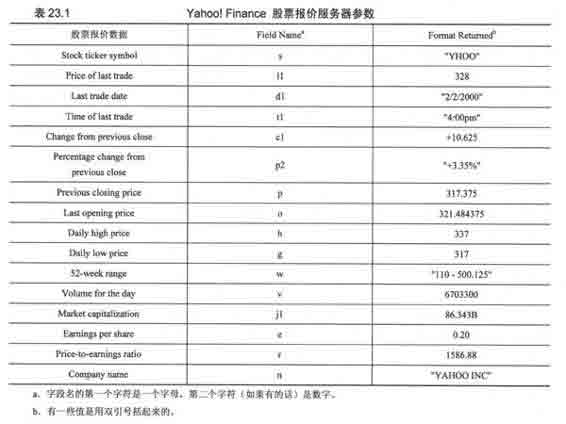 表 23.1 Yahoo! Finance 股票报价服务器参数
股票报价数据 Field Nameᵃ Format Returnedᵇ
Stock ticker symbol s "YHOO"
Price of last trade l1 328
Last trade date d1 "2/2/2000"
Time of last trade t1 "4:00pm"
Change from previous close c1 +10.625
Percentage change from
previous close p2 "+3.35%"
Previous closing price p 317.375
Last opening price o 321.484375
Daily high price h 337
Daily low price g 317
52-week range w "110 - 500.125"
Volume for the day v 6703300
Market capitalization j1 86.343B
Earnings per share e 0.20
Price-to-earnings ratio r 1586.88
Company name n "YAHOO INC"
a. 字段名的第一个字符是一个字母，第二个字符（如果有的话）是数字。
b. 有一些值是用双引号括起来的。